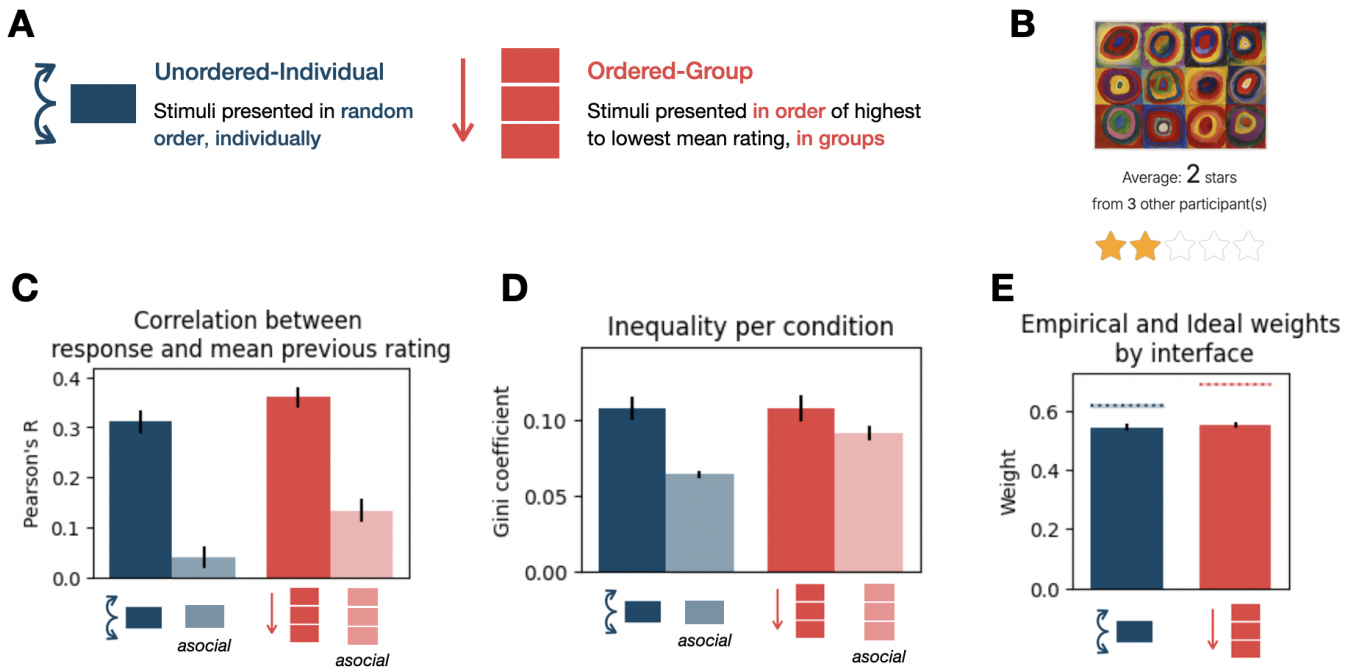 A
Unordered-Individual
Stimuli presented in random
order, individually
Ordered-Group
Stimuli presented in order of highest
to lowest mean rating, in groups
B
Average: 2 stars
from 3 other participant(s)
C
Correlation between
response and mean previous rating
Pearson's R
0.4
0.3
0.2
0.1
0.0
asocial
asocial
D
Inequality per condition
Gini coefficient
0.10
0.05
0.00
asocial
asocial
E
Empirical and Ideal weights
by interface
Weight
0.6
0.4
0.2
0.0